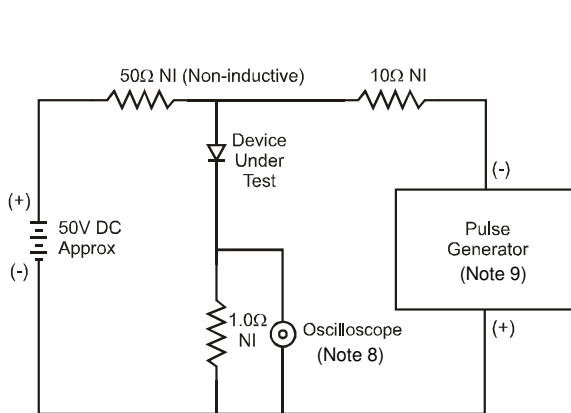 50Ω NI (Non-inductive)
10Ω NI
Device
Under
Test
(-)
(+)
50V DC
Approx
(-)
Pulse
Generator
(Note 9)
1.0Ω
NI
Oscilloscope
(Note 8)
(+)